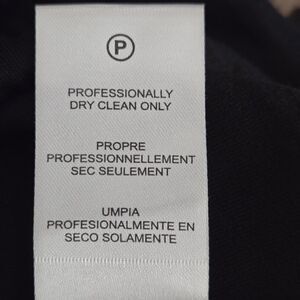 P
PROFESSIONALLY
DRY CLEAN ONLY
PROPRE
PROFESSIONNELLEMENT
SEC SEULEMENT
UMPIA
PROFESIONALMENTE EN
SECO SOLAMENTE